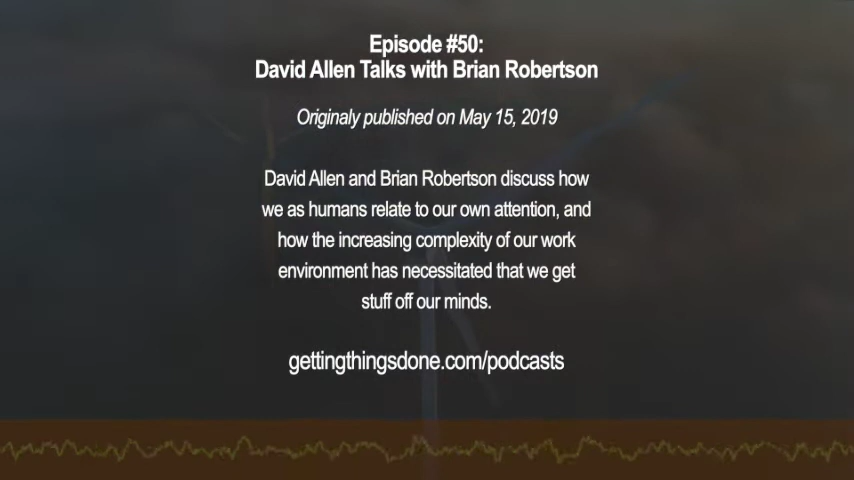 Episode #50:
David Allen Talks with Brian Robertson
Originaly published on May 15, 2019
David Allen and Brian Robertson discuss how
we as humans relate to our own attention, and
how the increasing complexity of our work
environment has necessitated that we get
stuff off our minds.
gettingthingsdone.com/podcasts